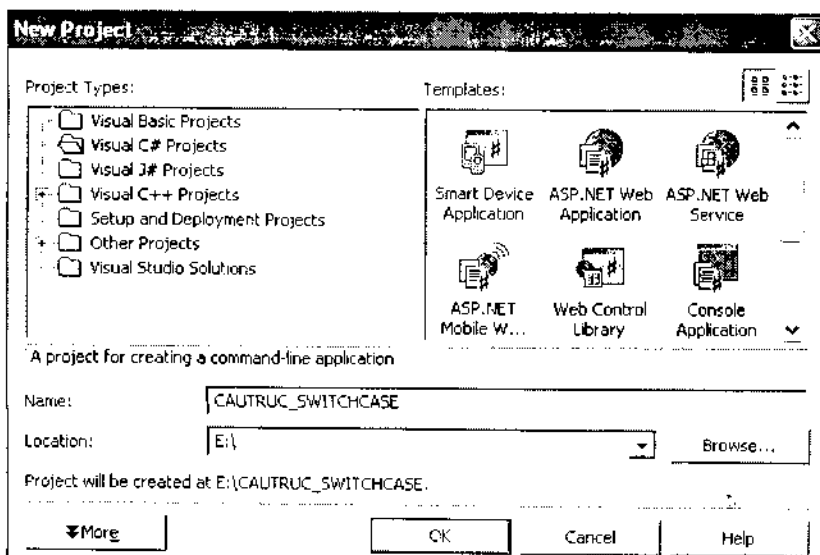 New Project
Project Types:
Templates:
Visual Basic Projects
Visual C# Projects
Visual J# Projects
Visual C++ Projects
Setup and Deployment Projects
Other Projects
Visual Studio Solutions
Smart Device Application
ASP.NET Web Application
ASP.NET Web Service
ASP.NET Mobile W...
Web Control Library
Console Application
A project for creating a command-line application
Name:
CAUTRUC_SWITCHCASE
Location:
E:\
Browse...
Project will be created at E:\CAUTRUC_SWITCHCASE.
More
OK
Cancel
Help